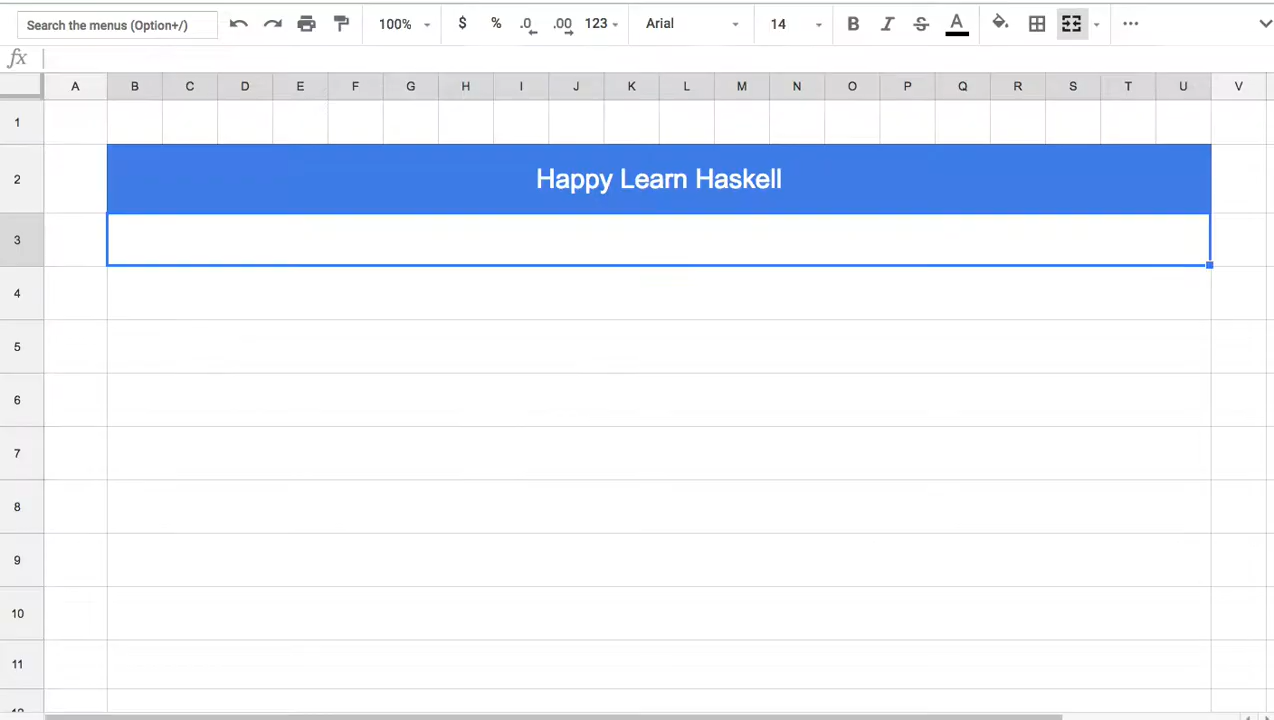 Search the menus (Option+/) 100% $ % .0 .00 123 Arial 14 B I S A
fx
A B C D E F G H I J K L M N O P Q R S T U V
1
2 Happy Learn Haskell
3
4
5
6
7
8
9
10
11
12